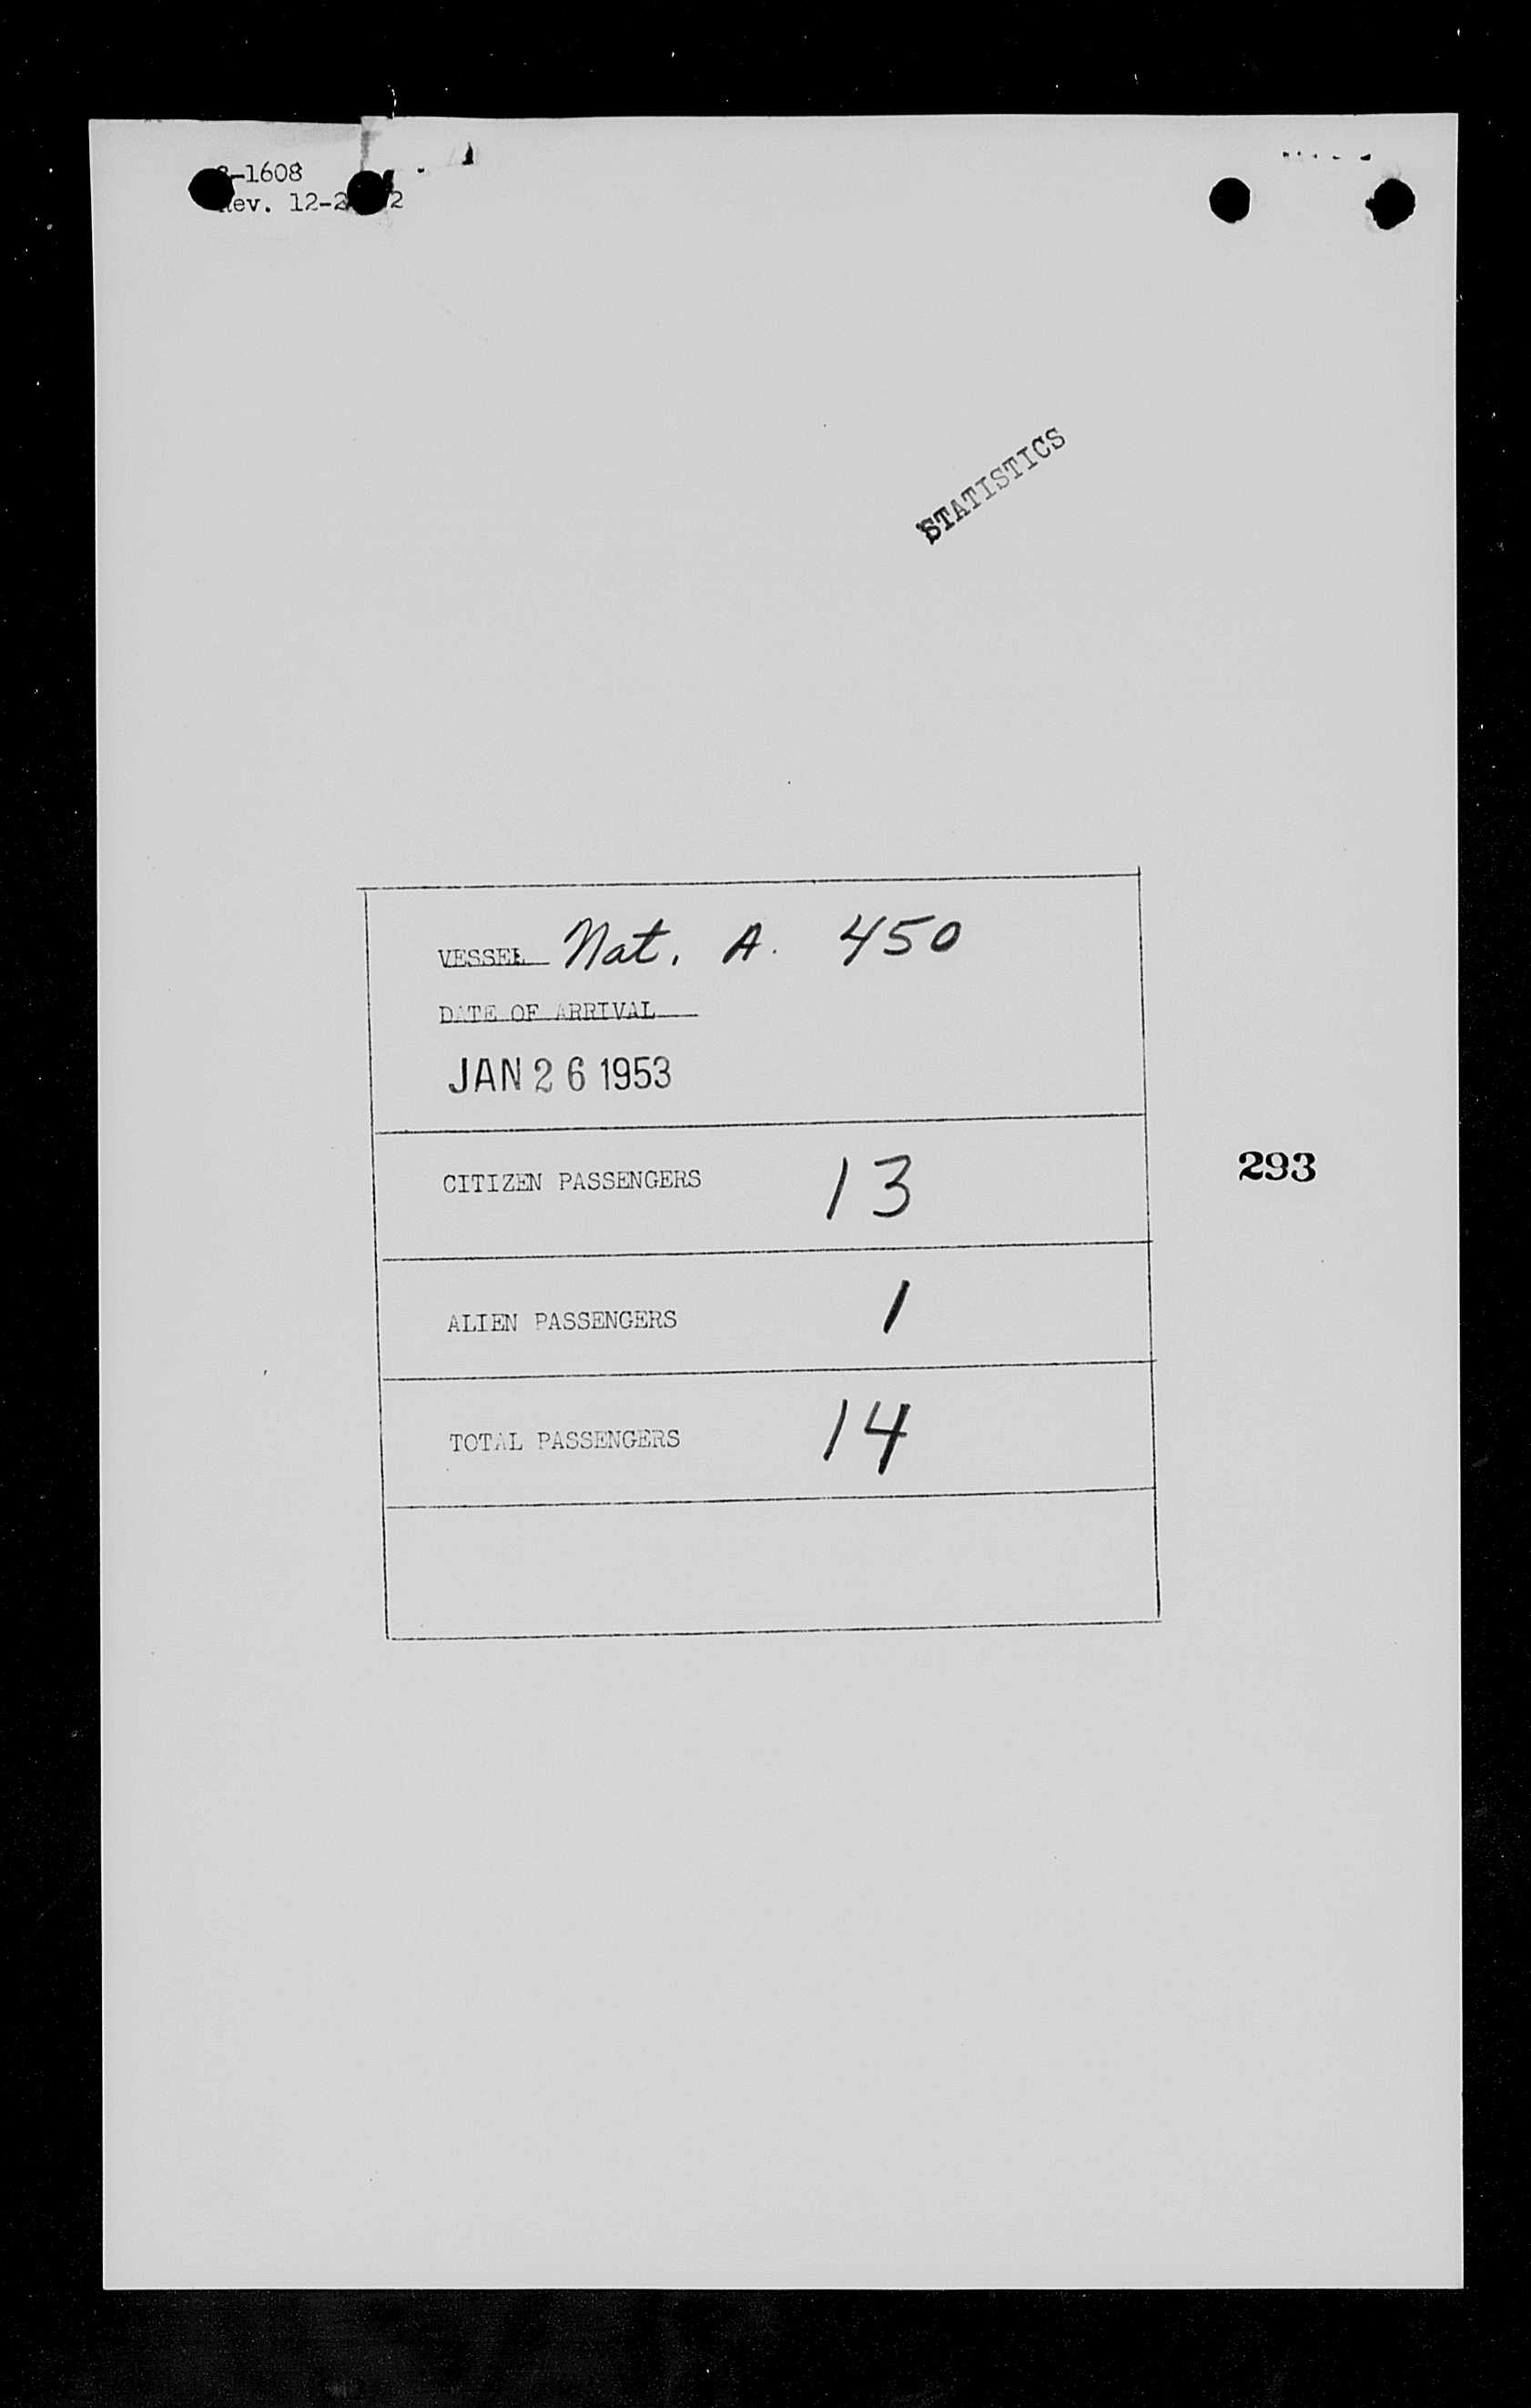 -1608
ev. 12-2 2
STATISTICS
VESSEL Nat. A. 450
DATE OF ARRIVAL
JAN 26 1953
CITIZEN PASSENGERS 13
293
ALIEN PASSENGERS 1
TOTAL PASSENGERS 14